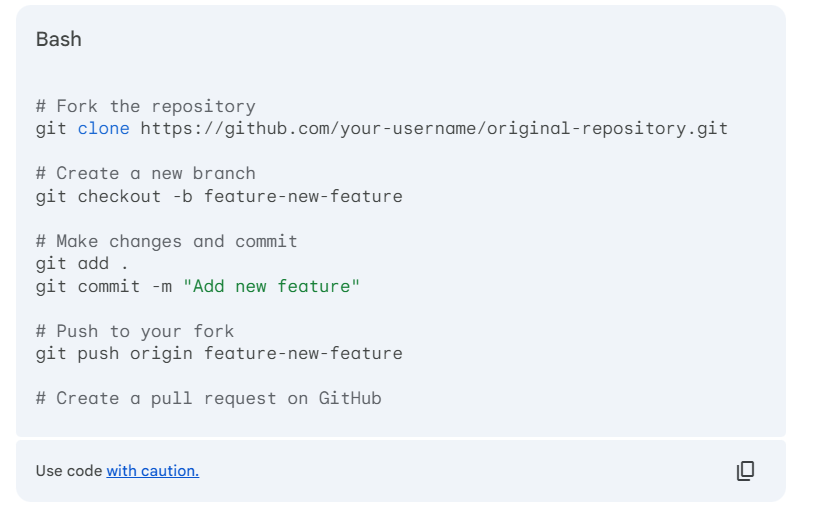 Bash
# Fork the repository
git clone https://github.com/your-username/original-repository.git
# Create a new branch
git checkout -b feature-new-feature
# Make changes and commit
git add .
git commit -m "Add new feature"
# Push to your fork
git push origin feature-new-feature
# Create a pull request on GitHub
Use code with caution.